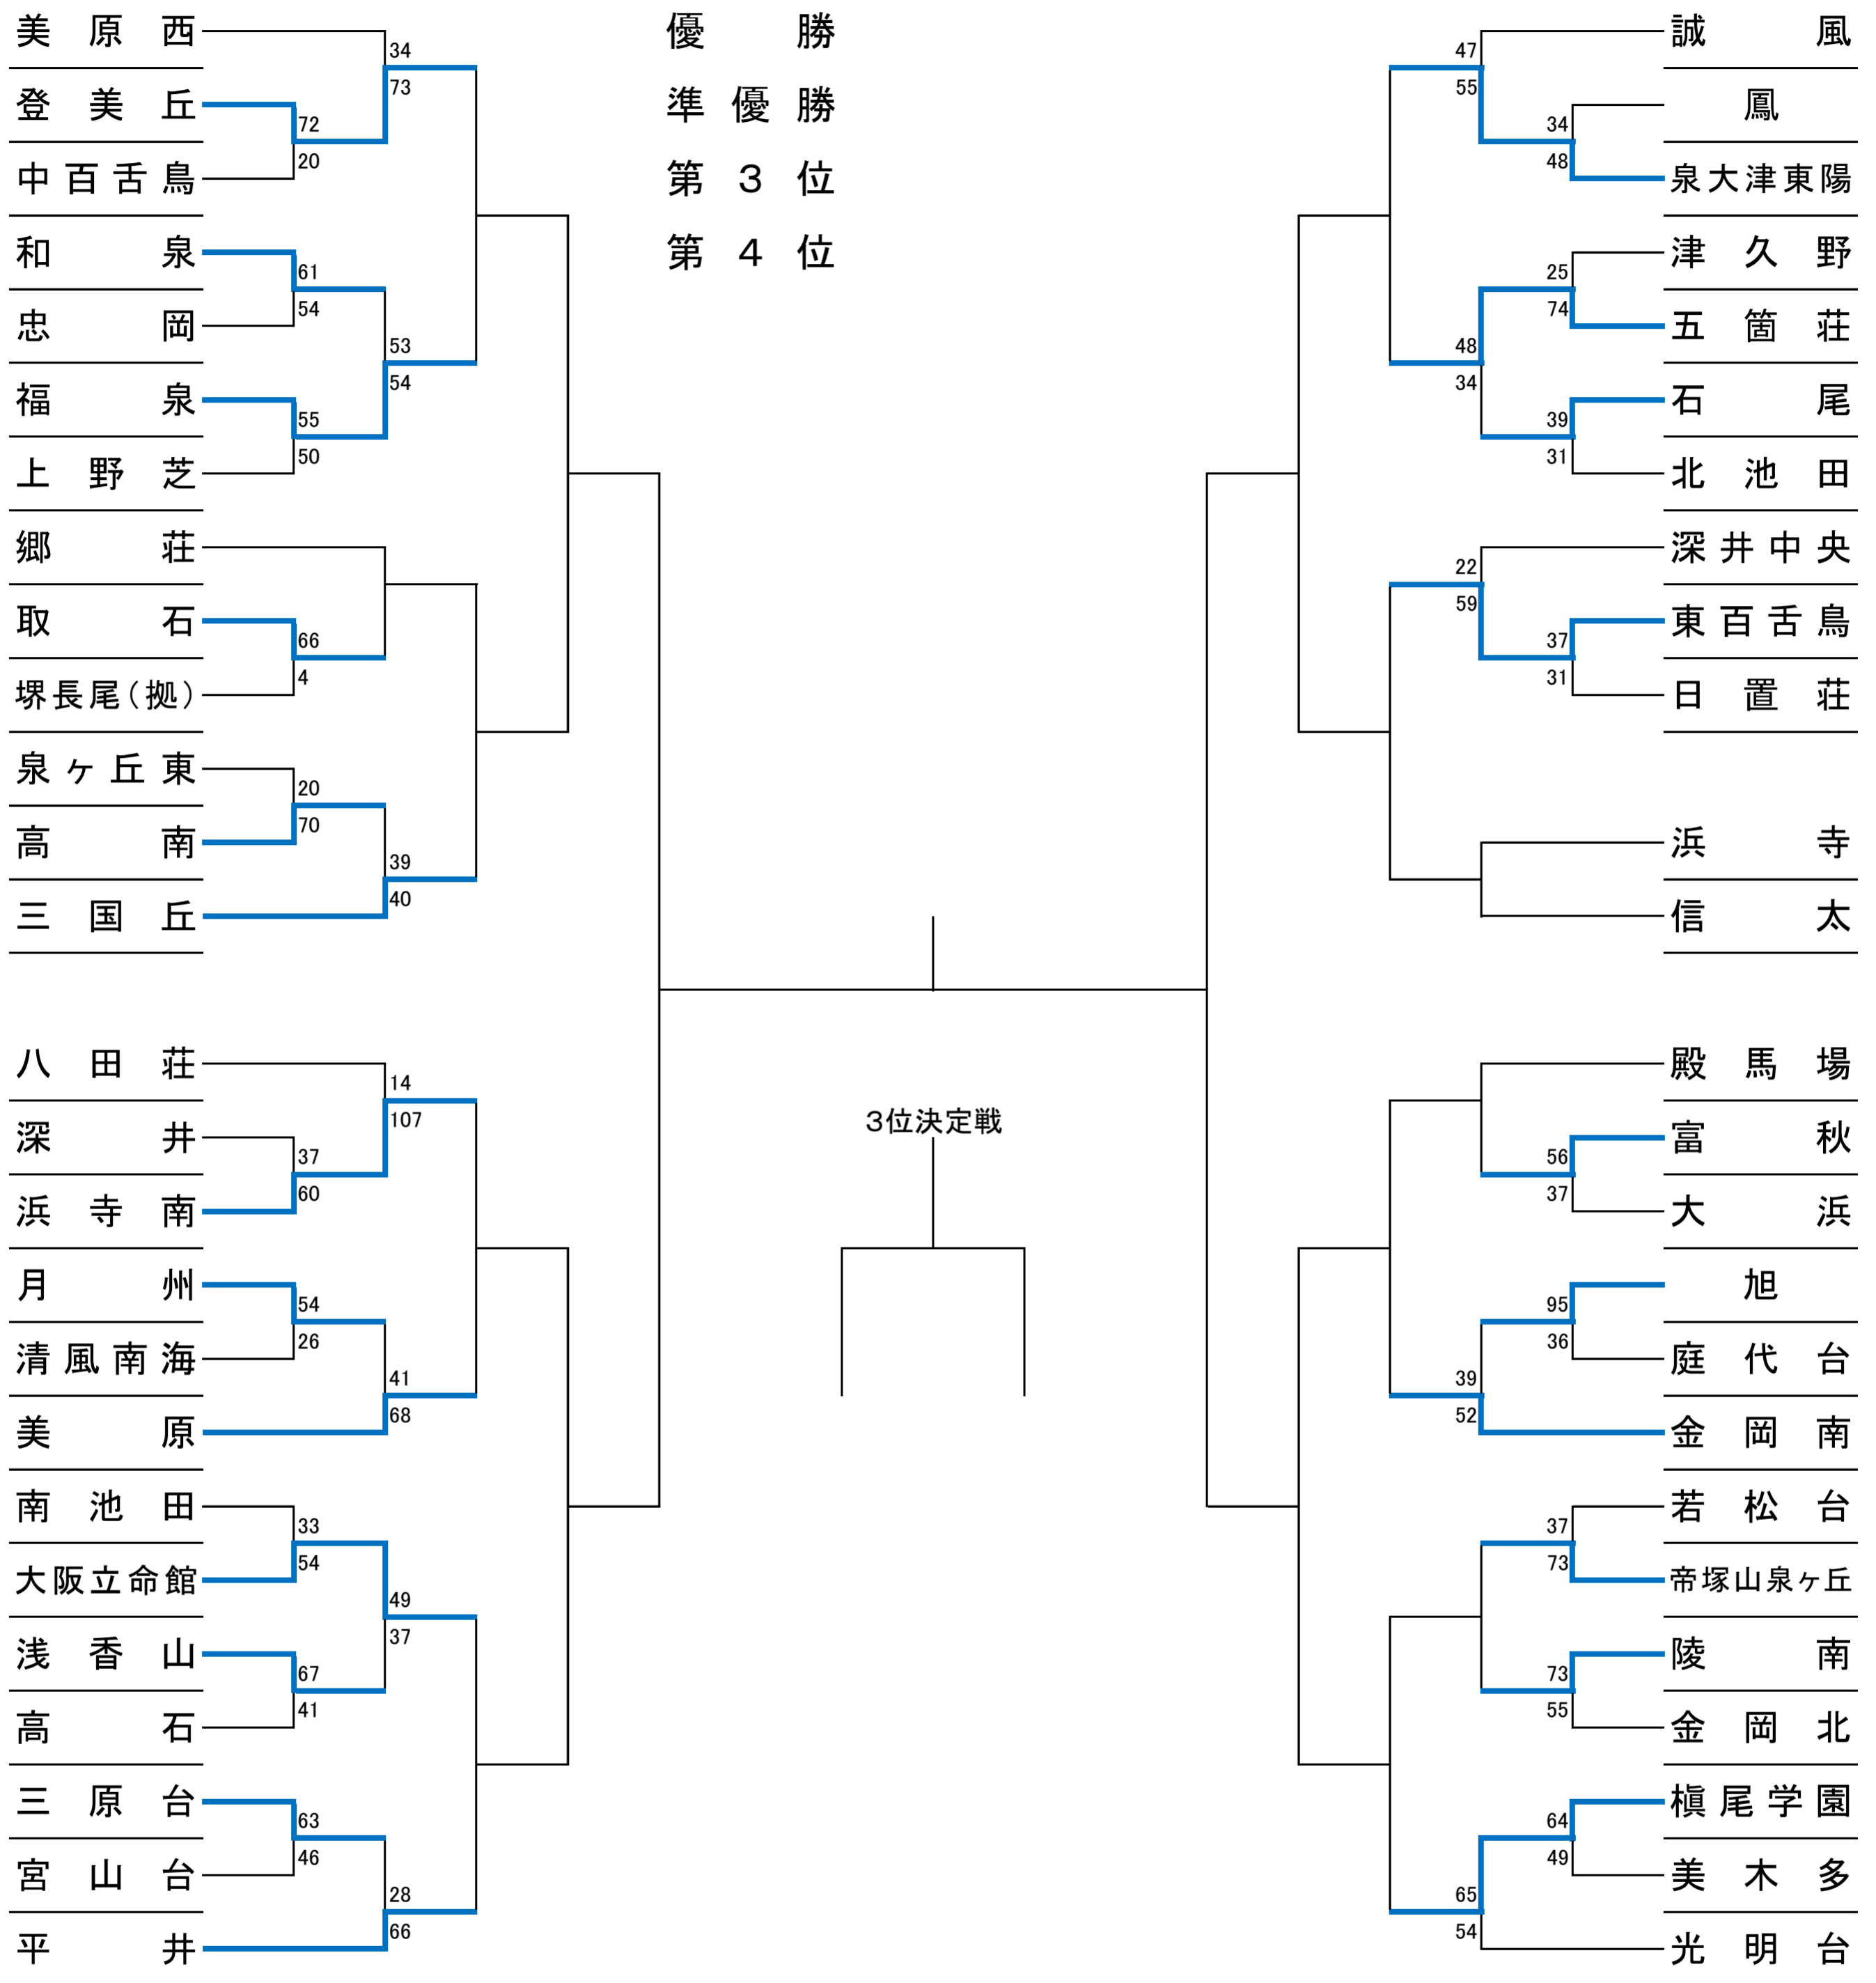 美原西
34
73
登美丘
72
20
中百舌鳥
和泉
61
54
忠岡
53
54
福泉
55
50
上野芝
郷荘
取石
66
4
堺長尾(拠)
泉ヶ丘東
20
70
高南
39
40
三国丘
八田荘
14
107
深井
37
60
浜寺南
月州
54
26
清風南海
41
68
美原
南池田
33
54
大阪立命館
49
37
浅香山
67
41
高石
三原台
63
46
宮山台
28
66
平井
優勝
準優勝
第3位
第4位
3位決定戦
誠風
47
55
鳳
34
48
泉大津東陽
津久野
25
74
五箇荘
48
34
石尾
39
31
北池田
深井中央
22
59
東百舌鳥
37
31
日置荘
浜寺
信太
殿馬場
富秋
56
37
大浜
旭
95
36
庭代台
39
52
金岡南
若松台
37
73
帝塚山泉ヶ丘
陵南
73
55
金岡北
槇尾学園
64
49
美木多
65
54
光明台